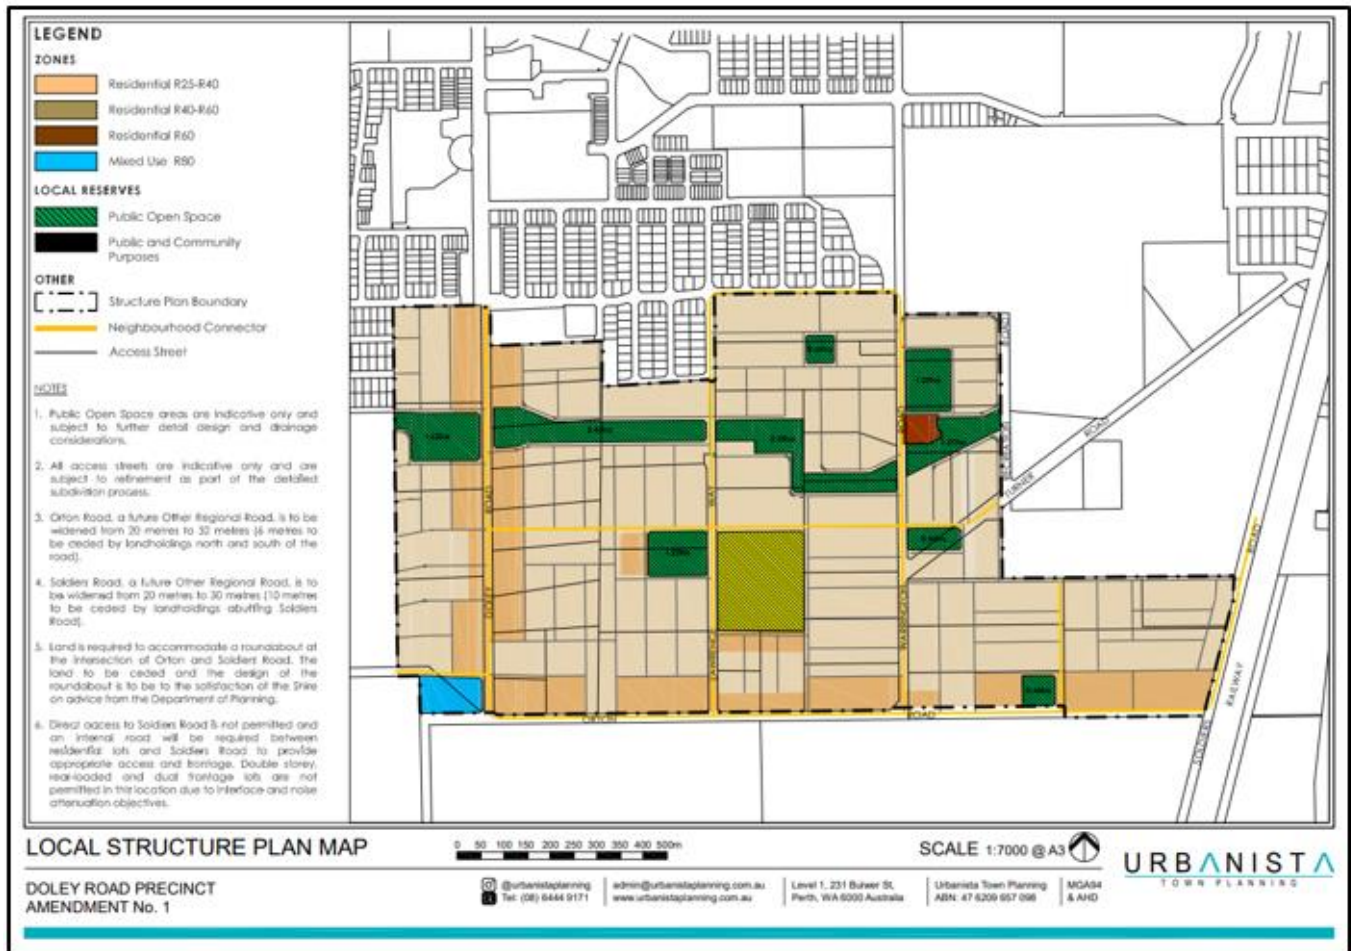 LEGEND
ZONES
Residential R25-R40
Residential R40-R60
Residential R60
Mixed Use R80
LOCAL RESERVES
Public Open Space
Public and Community
Purposes
OTHER
Structure Plan Boundary
Neighbourhood Connector
Access Street
NOTES
1. Public Open Space areas are indicative only and
subject to further detail design and drainage
considerations.
2. All access streets are indicative only and are
subject to refinement as part of the detailed
subdivision process.
3. Orton Road, a future Other Regional Road, is to be
widened from 20 metres to 32 metres (6 metres to
be ceded by landholdings north and south of the
road).
4. Soldiers Road, a future Other Regional Road, is to
be widened from 20 metres to 30 metres (10 metres
to be ceded by landholdings abutting Soldiers
Road).
5. Land is required to accommodate a roundabout at
the intersection of Orton and Soldiers Road. The
land to be ceded and the design of the
roundabout is to be to the satisfaction of the Shire
on advice from the Department of Planning.
6. Direct access to Soldiers Road is not permitted and
an internal road will be required between
residential lots and Soldiers Road to provide
appropriate access and frontage. Double storey,
rear-loaded and dual frontage lots are not
permitted in this location due to interface and noise
attenuation objectives.
ROAD
WAY
ROAD
ROAD
TURNER
ROAD
DOLEY
WARRINGTON
ORTON
ROAD
ROAD
RAILWAY
SOLDIERS
LOCAL STRUCTURE PLAN MAP
0 50 100 150 200 250 300 350 400 500m
SCALE 1:7000 @ A3
URBANISTA
TOWN PLANNING
DOLEY ROAD PRECINCT
AMENDMENT No. 1
@urbanistaplanning
Tel: (08) 6444 9171
admin@urbanistaplanning.com.au
www.urbanistaplanning.com.au
Level 1, 231 Bulwer St,
Perth, WA 6000 Australia
Urbanista Town Planning
ABN: 47 6209 657 098
MGA94
& AHD